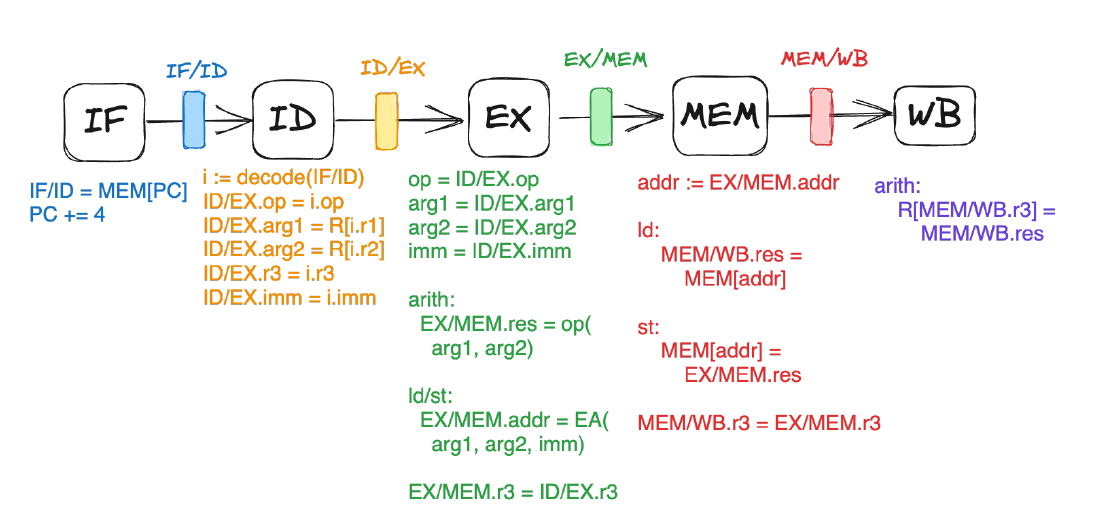 IF/ID
ID/EX
EX/MEM
MEM/WB
IF
ID
EX
MEM
WB
IF/ID = MEM[PC]
PC += 4
i := decode(IF/ID)
ID/EX.op = i.op
ID/EX.arg1 = R[i.r1]
ID/EX.arg2 = R[i.r2]
ID/EX.r3 = i.r3
ID/EX.imm = i.imm
op = ID/EX.op
arg1 = ID/EX.arg1
arg2 = ID/EX.arg2
imm = ID/EX.imm
arith:
EX/MEM.res = op(
arg1, arg2)
ld/st:
EX/MEM.addr = EA(
arg1, arg2, imm)
EX/MEM.r3 = ID/EX.r3
addr := EX/MEM.addr
ld:
MEM/WB.res =
MEM[addr]
st:
MEM[addr] =
EX/MEM.res
MEM/WB.r3 = EX/MEM.r3
arith:
R[MEM/WB.r3] =
MEM/WB.res